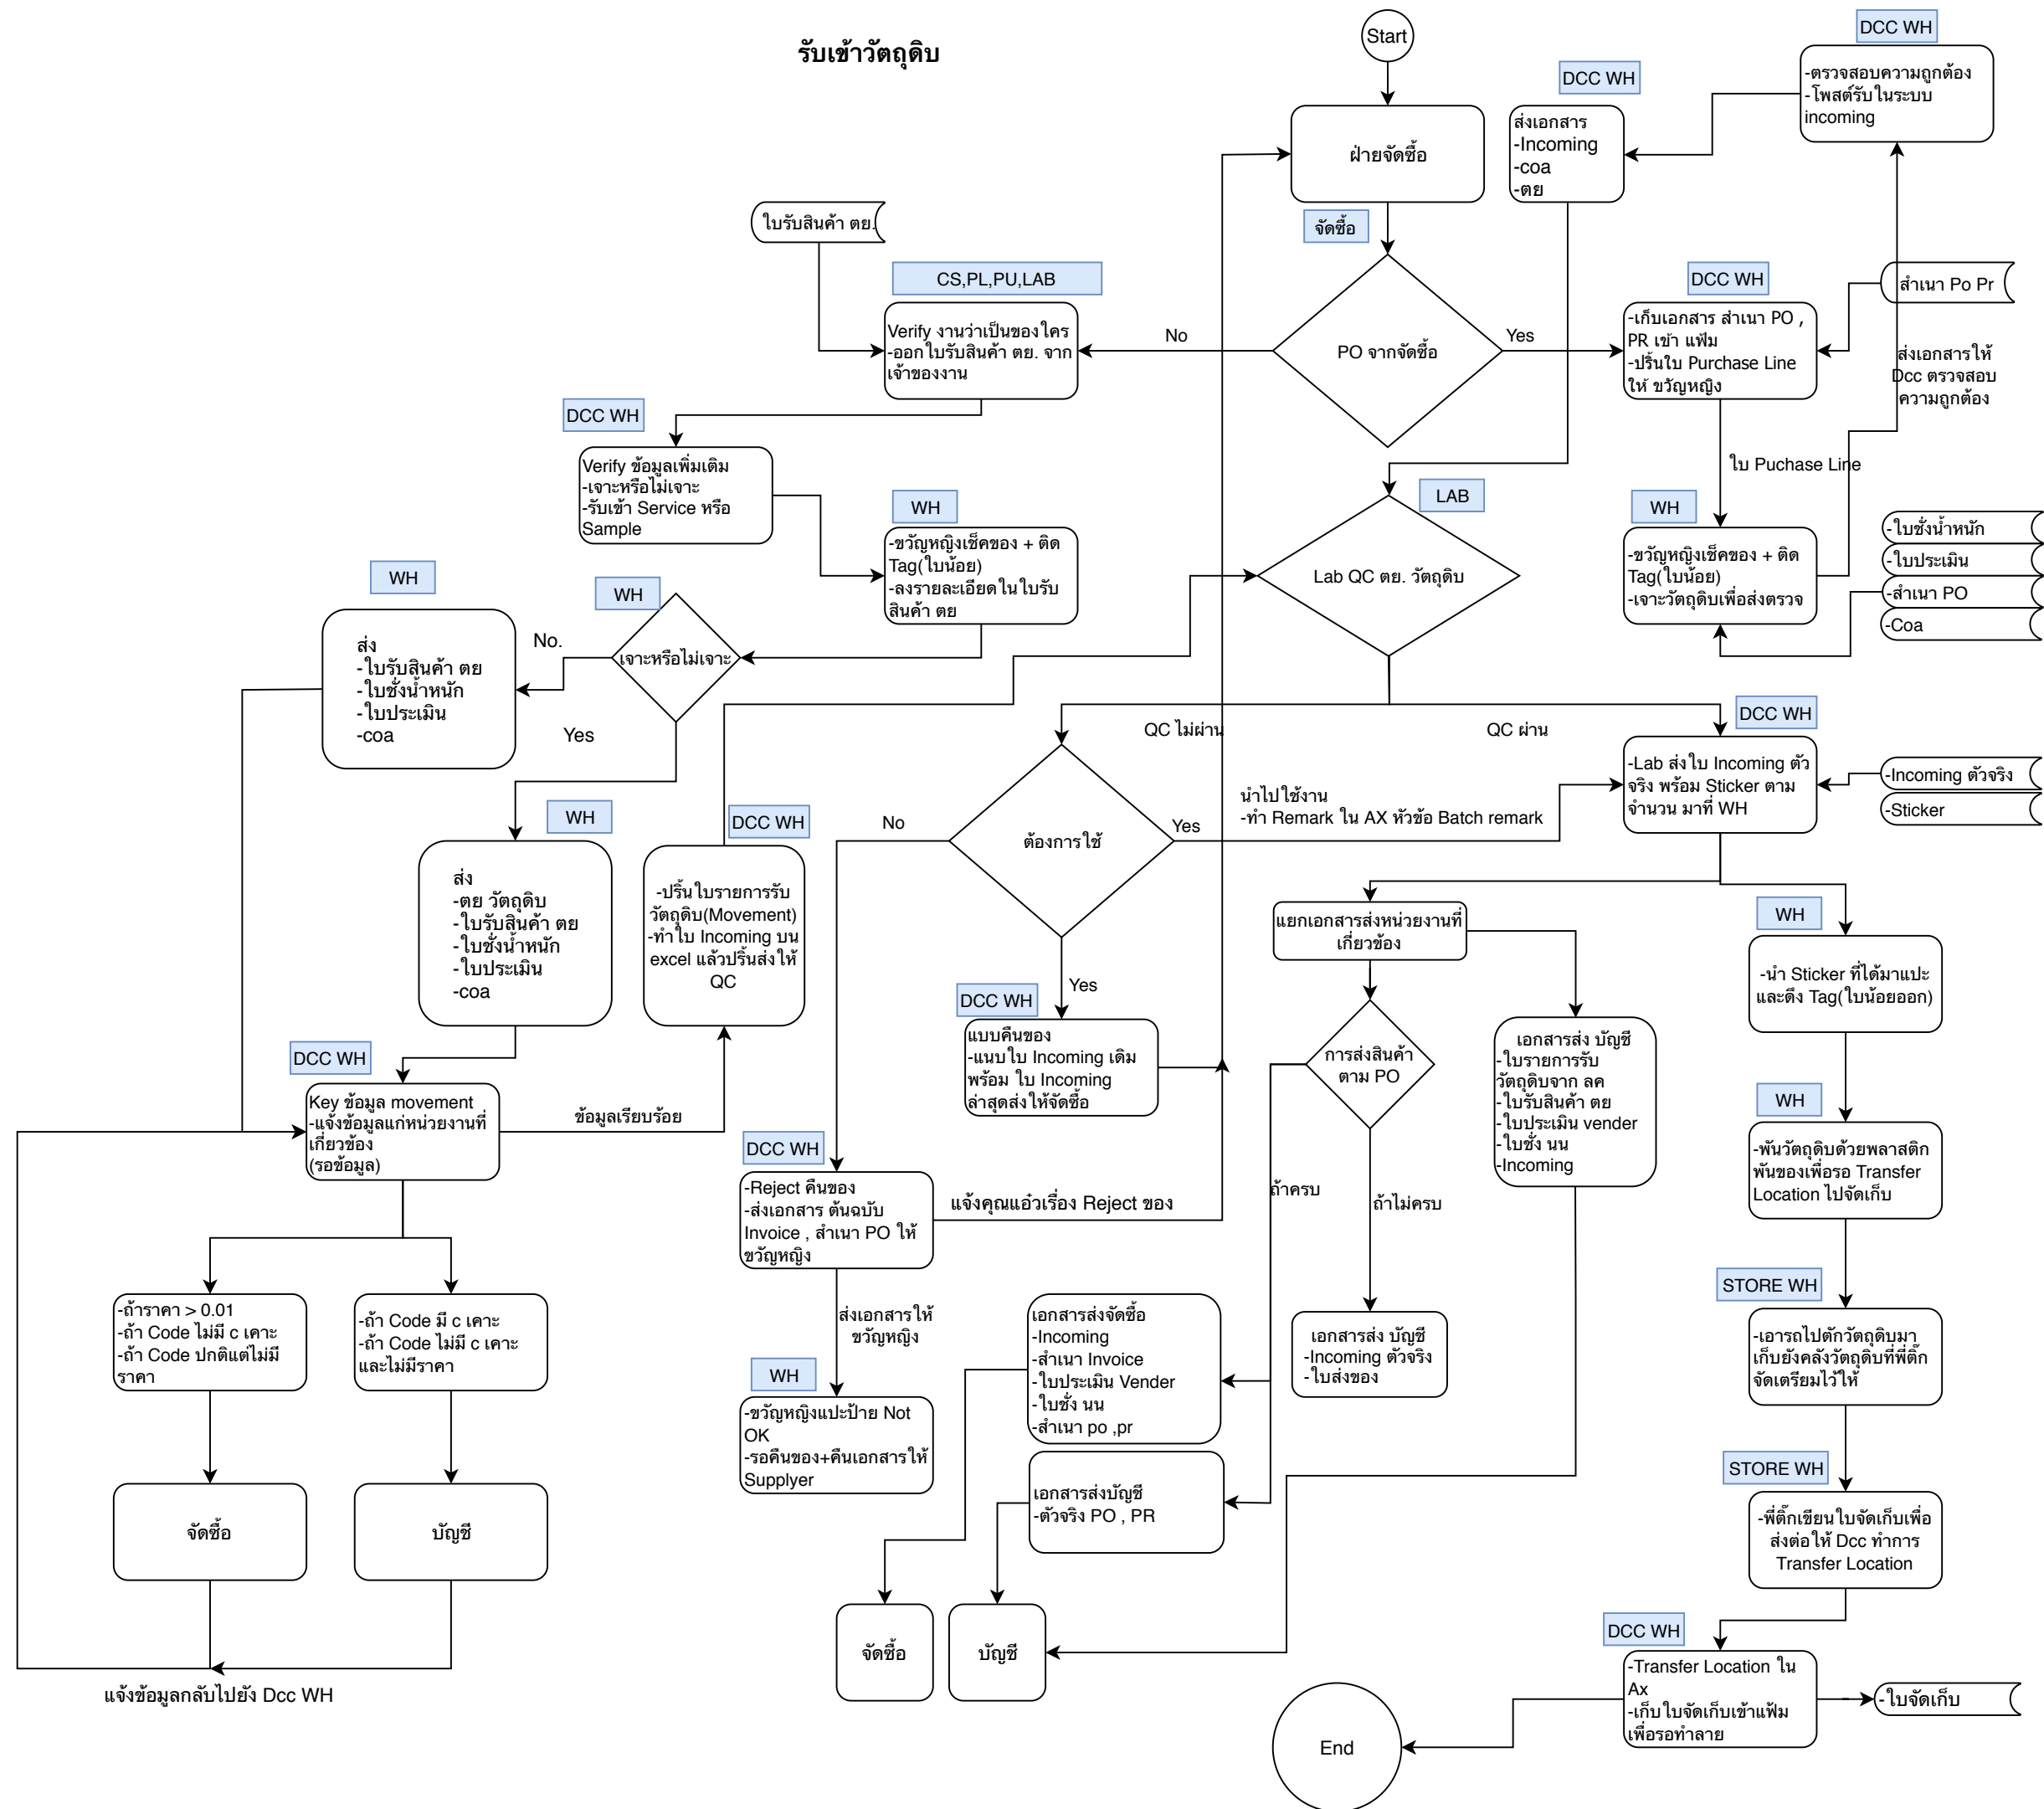 รับเข้าวัตถุดิบ
Start
DCC WH
-ตรวจสอบความถูกต้อง
-โพสต์รับในระบบ
incoming
DCC WH
ส่งเอกสาร
-Incoming
-coa
-ตย
ฝ่ายจัดซื้อ
จัดซื้อ
ใบรับสินค้า ตย.
CS,PL,PU,LAB
Verify งานว่าเป็นของใคร
-ออกใบรับสินค้า ตย. จาก
เจ้าของงาน
No
PO จากจัดซื้อ
Yes
DCC WH
-เก็บเอกสาร สำเนา PO ,
PR เข้า แฟ้ม
-ปริ้นใบ Purchase Line
ให้ ขวัญหญิง
สำเนา Po Pr
ส่งเอกสารให้
Dcc ตรวจสอบ
ความถูกต้อง
DCC WH
Verify ข้อมูลเพิ่มเติม
-เจาะหรือไม่เจาะ
-รับเข้า Service หรือ
Sample
WH
-ขวัญหญิงเช็คของ + ติด
Tag(ใบน้อย)
-ลงรายละเอียดในใบรับ
สินค้า ตย
LAB
Lab QC ตย. วัตถุดิบ
ใบ Puchase Line
WH
-ขวัญหญิงเช็คของ + ติด
Tag(ใบน้อย)
-เจาะวัตถุดิบเพื่อส่งตรวจ
-ใบชั่งน้ำหนัก
-ใบประเมิน
-สำเนา PO
-Coa
WH
ส่ง
-ใบรับสินค้า ตย
-ใบชั่งน้ำหนัก
-ใบประเมิน
-coa
No.
WH
เจาะหรือไม่เจาะ
Yes
QC ไม่ผ่าน
QC ผ่าน
DCC WH
-Lab ส่งใบ Incoming ตัว
จริง พร้อม Sticker ตาม
จำนวน มาที่ WH
-Incoming ตัวจริง
-Sticker
WH
ส่ง
-ตย วัตถุดิบ
-ใบรับสินค้า ตย
-ใบชั่งน้ำหนัก
-ใบประเมิน
-coa
DCC WH
-ปริ้นใบรายการรับ
วัตถุดิบ(Movement)
-ทำใบ Incoming บน
excel แล้วปริ้นส่งให้
QC
No
ต้องการใช้
Yes
นำไปใช้งาน
-ทำ Remark ใน AX หัวข้อ Batch remark
Yes
DCC WH
แบบคืนของ
-แนบใบ Incoming เดิม
พร้อม ใบ Incoming
ล่าสุดส่งให้จัดซื้อ
แยกเอกสารส่งหน่วยงานที่
เกี่ยวข้อง
การส่งสินค้า
ตาม PO
เอกสารส่ง บัญชี
-ใบรายการรับ
วัตถุดิบจาก ลค
-ใบรับสินค้า ตย
-ใบประเมิน vender
-ใบชั่ง นน
-Incoming
WH
-นำ Sticker ที่ได้มาแปะ
และดึง Tag(ใบน้อยออก)
DCC WH
Key ข้อมูล movement
-แจ้งข้อมูลแก่หน่วยงานที่
เกี่ยวข้อง
(รอข้อมูล)
ข้อมูลเรียบร้อย
DCC WH
-Reject คืนของ
-ส่งเอกสาร ต้นฉบับ
Invoice , สำเนา PO ให้
ขวัญหญิง
แจ้งคุณแอ๋วเรื่อง Reject ของ
ถ้าครบ
ถ้าไม่ครบ
WH
-พันวัตถุดิบด้วยพลาสติก
พันของเพื่อรอ Transfer
Location ไปจัดเก็บ
-ถ้าราคา > 0.01
-ถ้า Code ไม่มี c เคาะ
-ถ้า Code ปกติแต่ไม่มี
ราคา
-ถ้า Code มี c เคาะ
-ถ้า Code ไม่มี c เคาะ
และไม่มีราคา
ส่งเอกสารให้
ขวัญหญิง
WH
-ขวัญหญิงแปะป้าย Not
OK
-รอคืนของ+คืนเอกสารให้
Supplyer
เอกสารส่งจัดซื้อ
-Incoming
-สำเนา Invoice
-ใบประเมิน Vender
-ใบชั่ง นน
-สำเนา po ,pr
เอกสารส่ง บัญชี
-Incoming ตัวจริง
-ใบส่งของ
STORE WH
-เอารถไปตักวัตถุดิบมา
เก็บยังคลังวัตถุดิบที่พี่ติ๊ก
จัดเตรียมไว้ให้
เอกสารส่งบัญชี
-ตัวจริง PO , PR
STORE WH
-พี่ติ๊กเขียนใบจัดเก็บเพื่อ
ส่งต่อให้ Dcc ทำการ
Transfer Location
จัดซื้อ
บัญชี
จัดซื้อ
บัญชี
DCC WH
-Transfer Location ใน
Ax
-เก็บใบจัดเก็บเข้าแฟ้ม
เพื่อรอทำลาย
-ใบจัดเก็บ
แจ้งข้อมูลกลับไปยัง Dcc WH
End